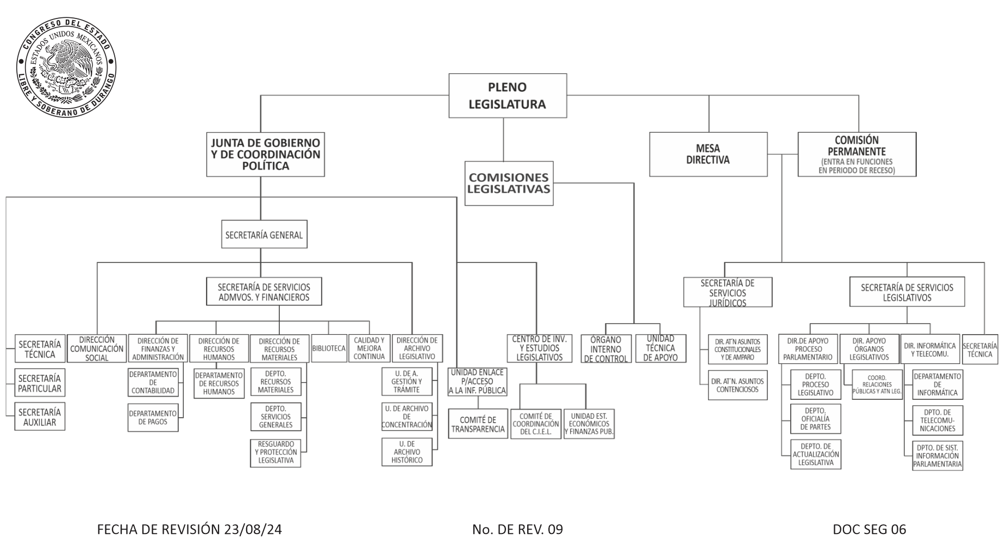 CONGRESO DEL ESTADO
LIBRE Y SOBERANO DE DURANGO
ESTADOS UNIDOS MEXICANOS
PLENO
LEGISLATURA
JUNTA DE GOBIERNO
Y DE COORDINACIÓN
POLÍTICA
COMISIONES
LEGISLATIVAS
MESA
DIRECTIVA
COMISIÓN
PERMANENTE
(ENTRA EN FUNCIONES
EN PERIODO DE RECESO)
SECRETARÍA GENERAL
SECRETARÍA DE SERVICIOS
ADMVOS. Y FINANCIEROS
SECRETARÍA DE
SERVICIOS
JURÍDICOS
SECRETARÍA DE SERVICIOS
LEGISLATIVOS
SECRETARÍA
TÉCNICA
SECRETARÍA
PARTICULAR
SECRETARÍA
AUXILIAR
DIRECCIÓN
COMUNICACIÓN
SOCIAL
DIRECCIÓN DE
FINANZAS Y
ADMINISTRACIÓN
DEPARTAMENTO
DE
CONTABILIDAD
DEPARTAMENTO
DE PAGOS
DIRECCIÓN DE
RECURSOS
HUMANOS
DEPARTAMENTO
DE RECURSOS
HUMANOS
DIRECCIÓN DE
RECURSOS
MATERIALES
DEPTO.
RECURSOS
MATERIALES
DEPTO.
SERVICIOS
GENERALES
RESGUARDO
Y PROTECCIÓN
LEGISLATIVA
BIBLIOTECA
CALIDAD Y
MEJORA
CONTINUA
DIRECCIÓN DE
ARCHIVO
LEGISLATIVO
U. DE A.
GESTIÓN Y
TRÁMITE
U. DE ARCHIVO
DE
CONCENTRACIÓN
U. DE
ARCHIVO
HISTÓRICO
UNIDAD ENLACE
P/ACCESO
A LA INF. PÚBLICA
COMITÉ DE
TRANSPARENCIA
CENTRO DE INV.
Y ESTUDIOS
LEGISLATIVOS
COMITÉ DE
COORDINACIÓN
DEL C.I.E.L.
UNIDAD EST.
ECONÓMICOS
Y FINANZAS PUB.
ÓRGANO
INTERNO
DE CONTROL
UNIDAD
TÉCNICA
DE APOYO
DIR. AT´N ASUNTOS
CONSTITUCIONALES
Y DE AMPARO
DIR. AT´N. ASUNTOS
CONTENCIOSOS
DIR.DE APOYO
PROCESO
PARLAMENTARIO
DEPTO.
PROCESO
LEGISLATIVO
DEPTO.
OFICIALÍA
DE PARTES
DEPTO. DE
ACTUALIZACIÓN
LEGISLATIVA
DIR. APOYO
ÓRGANOS
LEGISLATIVOS
COORD.
RELACIONES
PÚBLICAS Y ATN LEG.
DIR. INFORMÁTICA
Y TELECOMU.
DEPARTAMENTO
DE
INFORMÁTICA
DPTO. DE
TELECOMU-
NICACIONES
DPTO. DE SIST.
INFORMACIÓN
PARLAMENTARIA
SECRETARÍA
TÉCNICA
FECHA DE REVISIÓN 23/08/24
No. DE REV. 09
DOC SEG 06